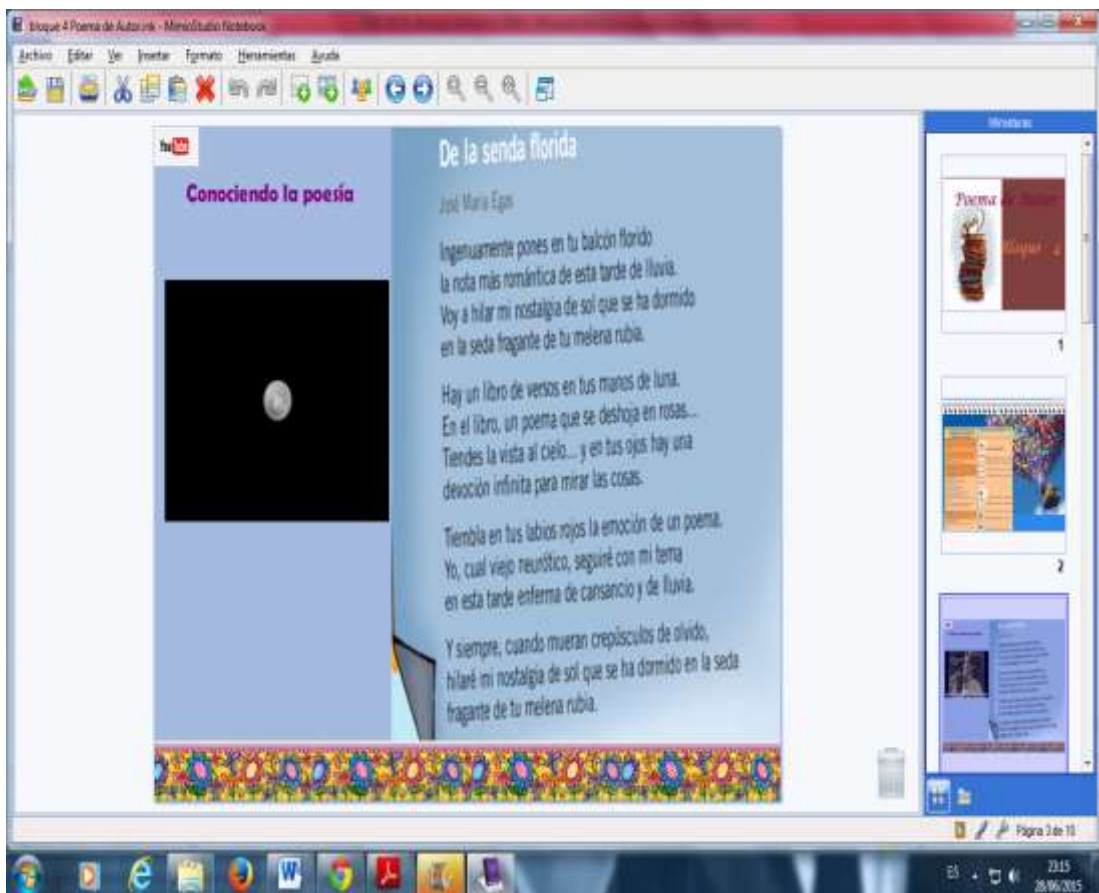 bloque 4 Poema de Autor.ink - MimioStudio Notebook
Archivo Editar Ver Insertar Formato Herramientas Ayuda
YouTube
Conociendo la poesía
De la senda florida
José María Egas
Ingenuamente pones en tu balcón florido
la nota más romántica de esta tarde de lluvia.
Voy a hilar mi nostalgia de sol que se ha dormido
en la seda fragante de tu melena rubia.
Hay un libro de versos en tus manos de luna.
En el libro, un poema que se deshoja en rosas...
Tiendes la vista al cielo... y en tus ojos hay una
devoción infinita para mirar las cosas.
Tiembla en tus labios rojos la emoción de un poema.
Yo, cual viejo neurótico, seguiré con mi tema
en esta tarde enferma de cansancio y de lluvia.
Y siempre, cuando mueran crepúsculos de olvido,
hilaré mi nostalgia de sol que se ha dormido en la seda
fragante de tu melena rubia.
Miniaturas
Poema de Autor
Bloque 4
1
2
Página 3 de 10
ES
23:15
28/06/2015